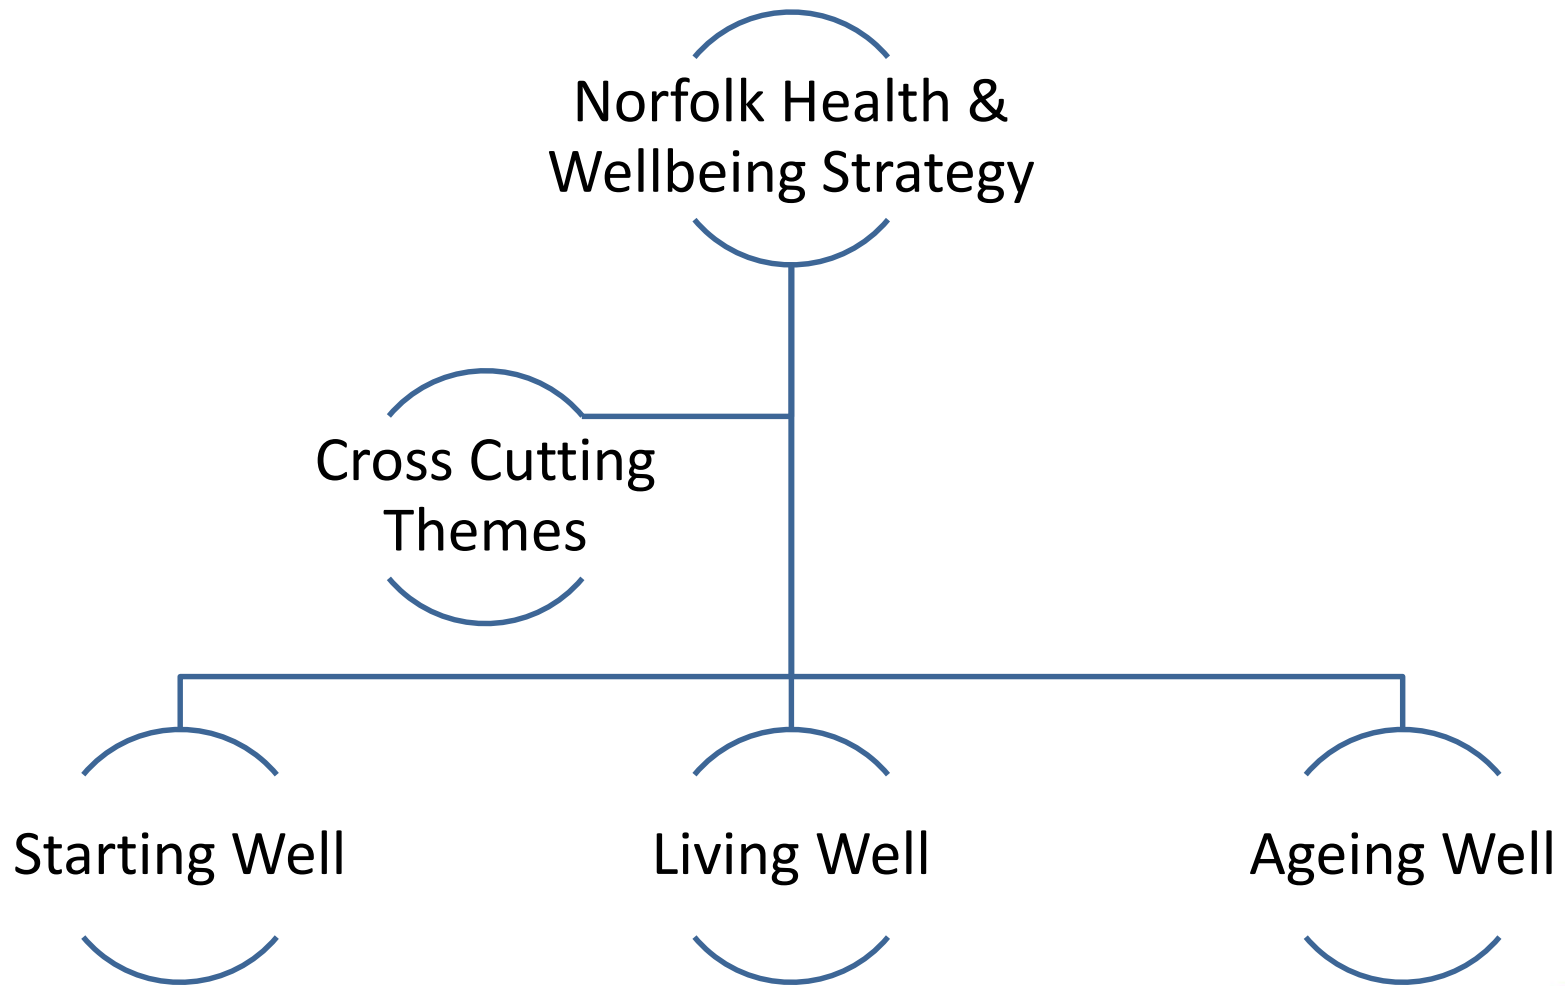 Norfolk Health &
Wellbeing Strategy
Cross Cutting
Themes
Starting Well
Living Well
Ageing Well